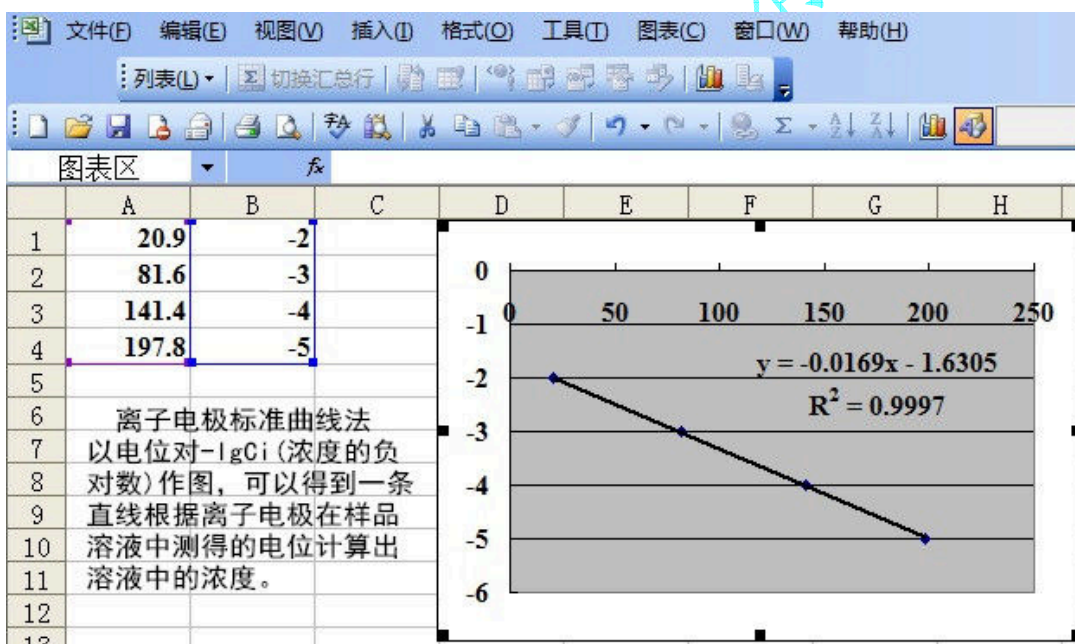 文件(F) 编辑(E) 视图(V) 插入(I) 格式(O) 工具(T) 图表(C) 窗口(W) 帮助(H)
列表(L) Σ 切换汇总行
图表区 fx
A B C D E F G H
1 20.9 -2
2 81.6 -3
3 141.4 -4
4 197.8 -5
5
6 离子电极标准曲线法
7 以电位对-lgCi(浓度的负
8 对数)作图，可以得到一条
9 直线根据离子电极在样品
10 溶液中测得的电位计算出
11 溶液中的浓度。
12
13
0
0 50 100 150 200 250
-1
y = -0.0169x - 1.6305
-2
R² = 0.9997
-3
-4
-5
-6